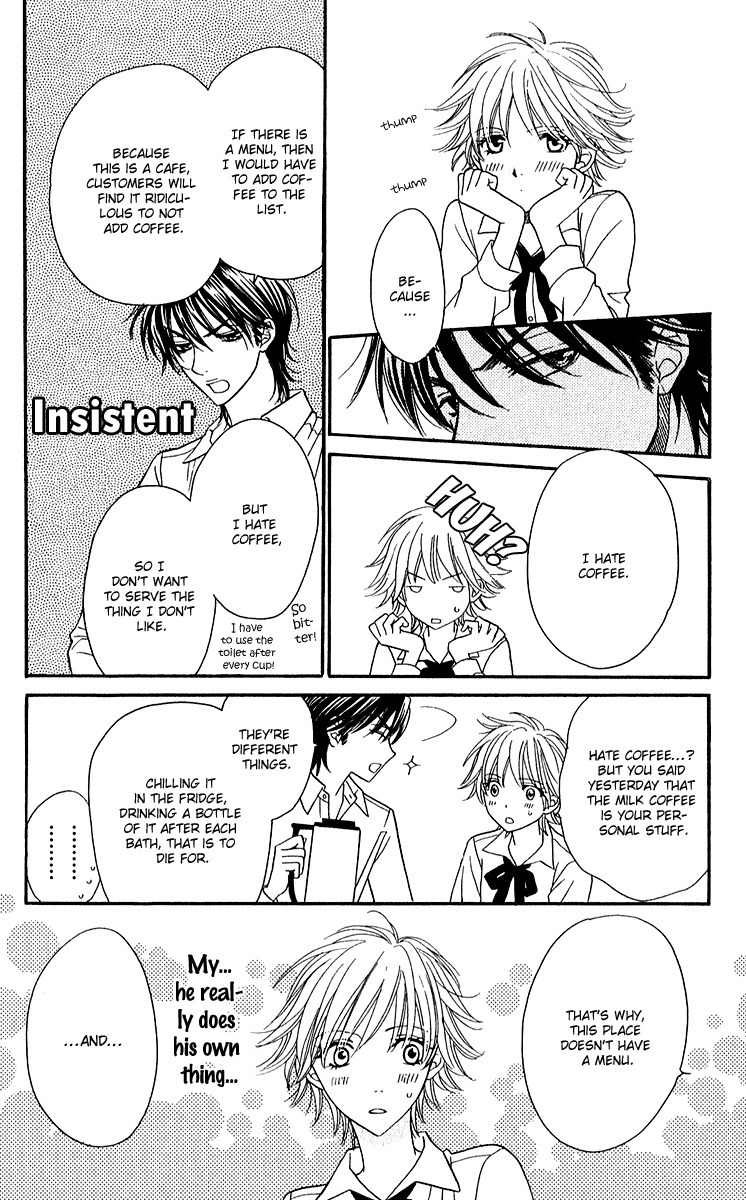 thump
thump
BE-
CAUSE
...
I HATE
COFFEE.
HUH?
IF THERE IS
A MENU, THEN
I WOULD HAVE
TO ADD COF-
FEE TO THE
LIST.
BECAUSE
THIS IS A CAFE,
CUSTOMERS WILL
FIND IT RIDICU-
LOUS TO NOT
ADD COFFEE.
Insistent
BUT
I HATE
COFFEE,
SO I
DON'T WANT
TO SERVE THE
THING I DON'T
LIKE.
So
bit-
ter!
I have
to use the
toilet after
every cup!
HATE COFFEE...?
BUT YOU SAID
YESTERDAY THAT
THE MILK COFFEE
IS YOUR PER-
SONAL STUFF.
THEY'RE
DIFFERENT
THINGS.
CHILLING IT
IN THE FRIDGE,
DRINKING A BOTTLE
OF IT AFTER EACH
BATH, THAT IS TO
DIE FOR.
.........
THAT'S WHY,
THIS PLACE
DOESN'T HAVE
A MENU.
My...
he real-
ly does
his own
thing...
...AND...